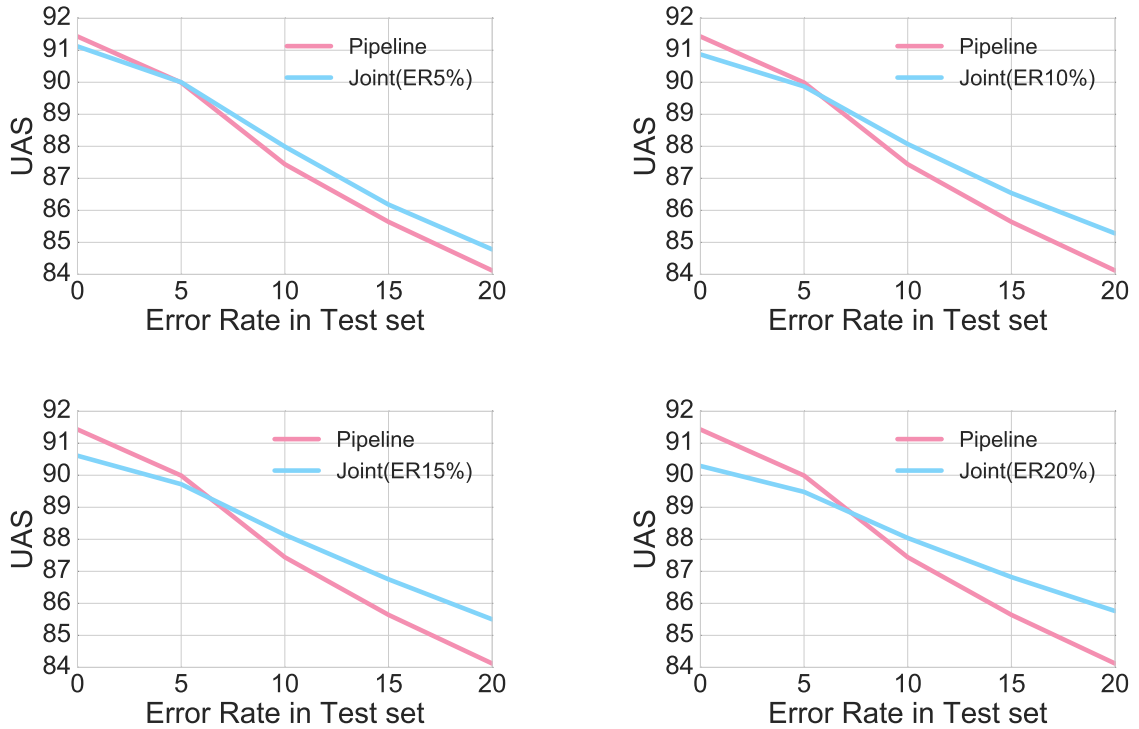 92
91
90
89
88
87
86
85
84
UAS
Pipeline
Joint(ER5%)
0 5 10 15 20
Error Rate in Test set
92
91
90
89
88
87
86
85
84
UAS
Pipeline
Joint(ER10%)
0 5 10 15 20
Error Rate in Test set
92
91
90
89
88
87
86
85
84
UAS
Pipeline
Joint(ER15%)
0 5 10 15 20
Error Rate in Test set
92
91
90
89
88
87
86
85
84
UAS
Pipeline
Joint(ER20%)
0 5 10 15 20
Error Rate in Test set